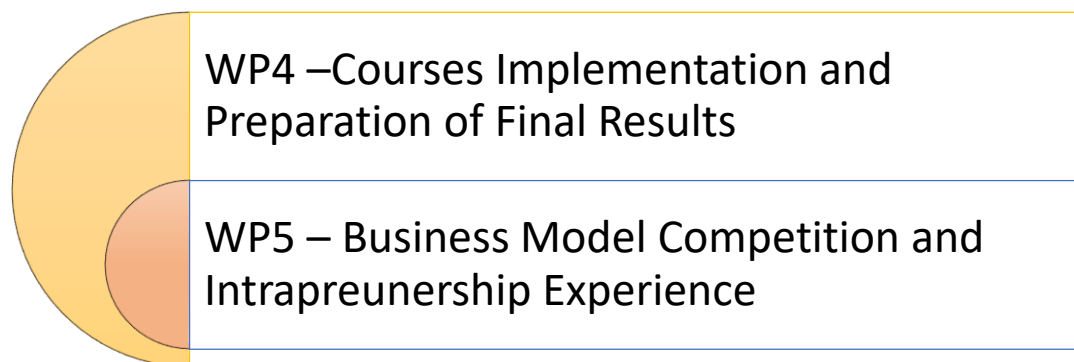 WP4 –Courses Implementation and
Preparation of Final Results
WP5 – Business Model Competition and
Intrapreunership Experience